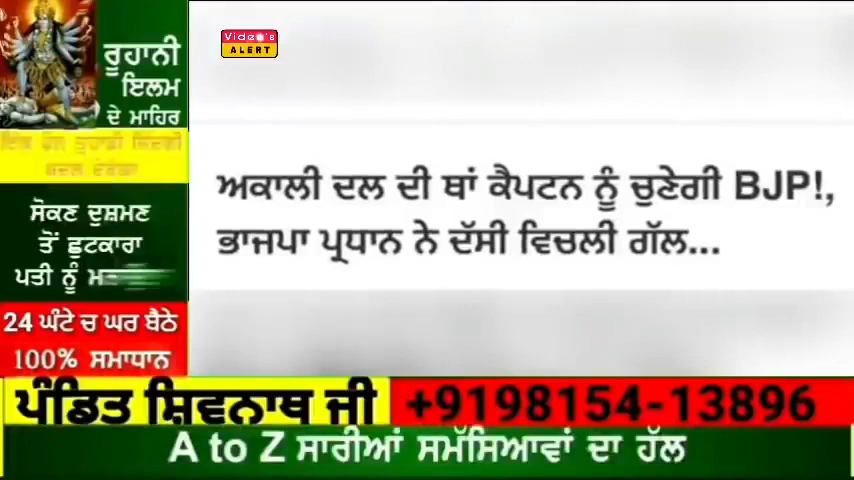 Video's
ALERT
ਰੂਹਾਨੀ
ਇਲਮ
ਦੇ ਮਾਹਿਰ
ਸੋਕਣ ਦੁਸ਼ਮਣ
ਤੋਂ ਛੁਟਕਾਰਾ
ਪਤੀ ਨੂੰ
24 ਘੰਟੇ ਚ ਘਰ ਬੈਠੇ
100% ਸਮਾਧਾਨ
ਅਕਾਲੀ ਦਲ ਦੀ ਥਾਂ ਕੈਪਟਨ ਨੂੰ ਚੁਣੇਗੀ BJP!,
ਭਾਜਪਾ ਪ੍ਰਧਾਨ ਨੇ ਦੱਸੀ ਵਿਚਲੀ ਗੱਲ...
ਪੰਡਿਤ ਸ਼ਿਵਨਾਥ ਜੀ +9198154-13896
A to Z ਸਾਰੀਆਂ ਸਮੱਸਿਆਵਾਂ ਦਾ ਹੱਲ